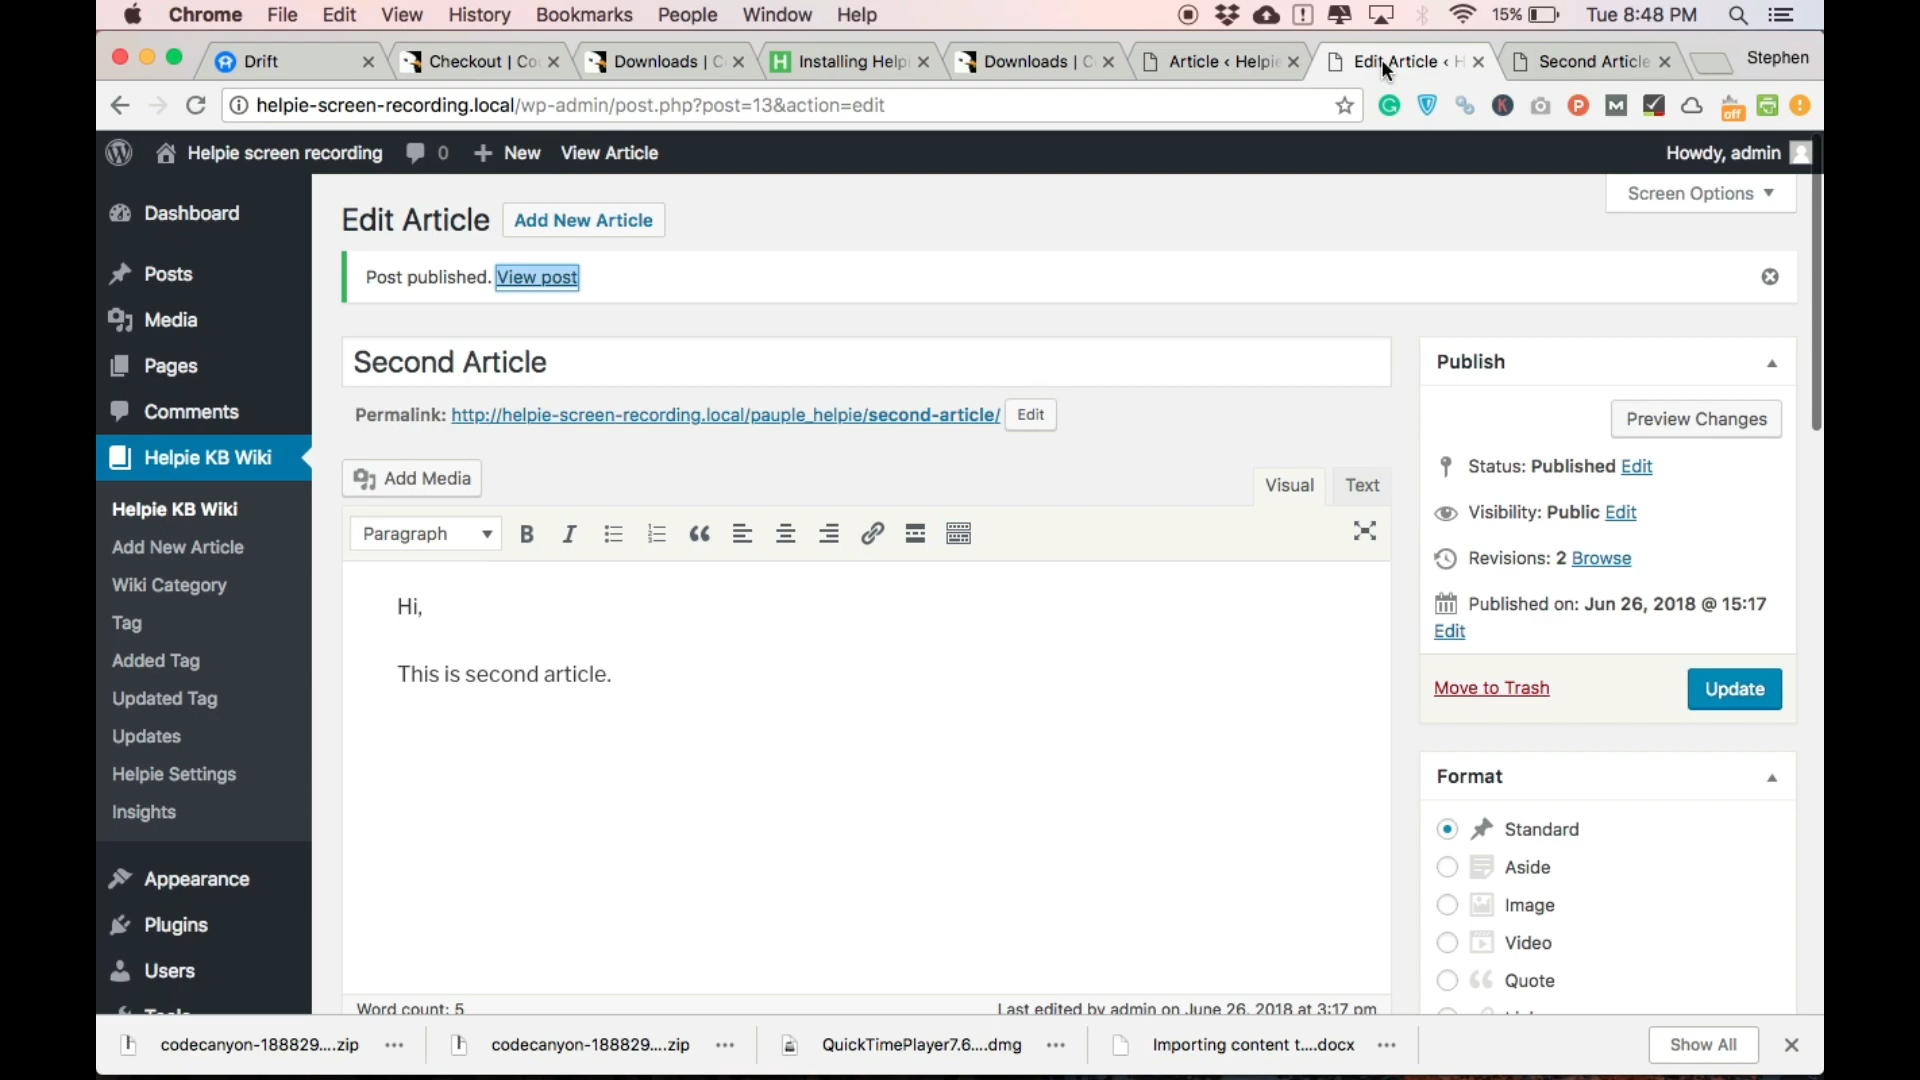 Chrome File Edit View History Bookmarks People Window Help 15% Tue 8:48 PM
Drift Checkout | Co Downloads | C Installing Help Downloads | C Article ‹ Helpie Edit Article ‹ H Second Article Stephen
helpie-screen-recording.local/wp-admin/post.php?post=13&action=edit
off
Helpie screen recording 0 New View Article Howdy, admin
Screen Options
Dashboard
Posts
Media
Pages
Comments
Helpie KB Wiki
Helpie KB Wiki
Add New Article
Wiki Category
Tag
Added Tag
Updated Tag
Updates
Helpie Settings
Insights
Appearance
Plugins
Users
Tools
Edit Article Add New Article
Post published. View post
Second Article
Permalink: http://helpie-screen-recording.local/pauple_helpie/second-article/ Edit
Add Media
Visual Text
Paragraph
Hi,
This is second article.
Word count: 5 Last edited by admin on June 26, 2018 at 3:17 pm
Publish
Preview Changes
Status: Published Edit
Visibility: Public Edit
Revisions: 2 Browse
Published on: Jun 26, 2018 @ 15:17
Edit
Move to Trash Update
Format
Standard
Aside
Image
Video
Quote
codecanyon-188829....zip codecanyon-188829....zip QuickTimePlayer7.6....dmg Importing content t....docx Show All